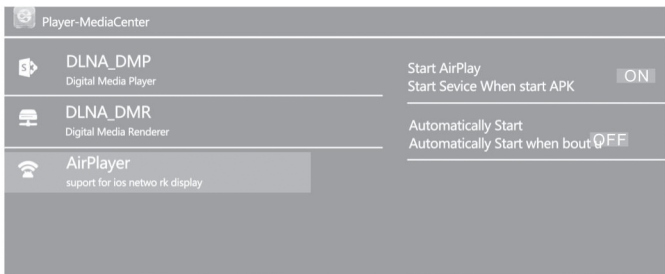 Player-MediaCenter
DLNA_DMP
Digital Media Player
DLNA_DMR
Digital Media Renderer
AirPlayer
suport for ios netwo rk display
Start AirPlay
Start Sevice When start APK
ON
Automatically Start
Automatically Start when bout u
OFF